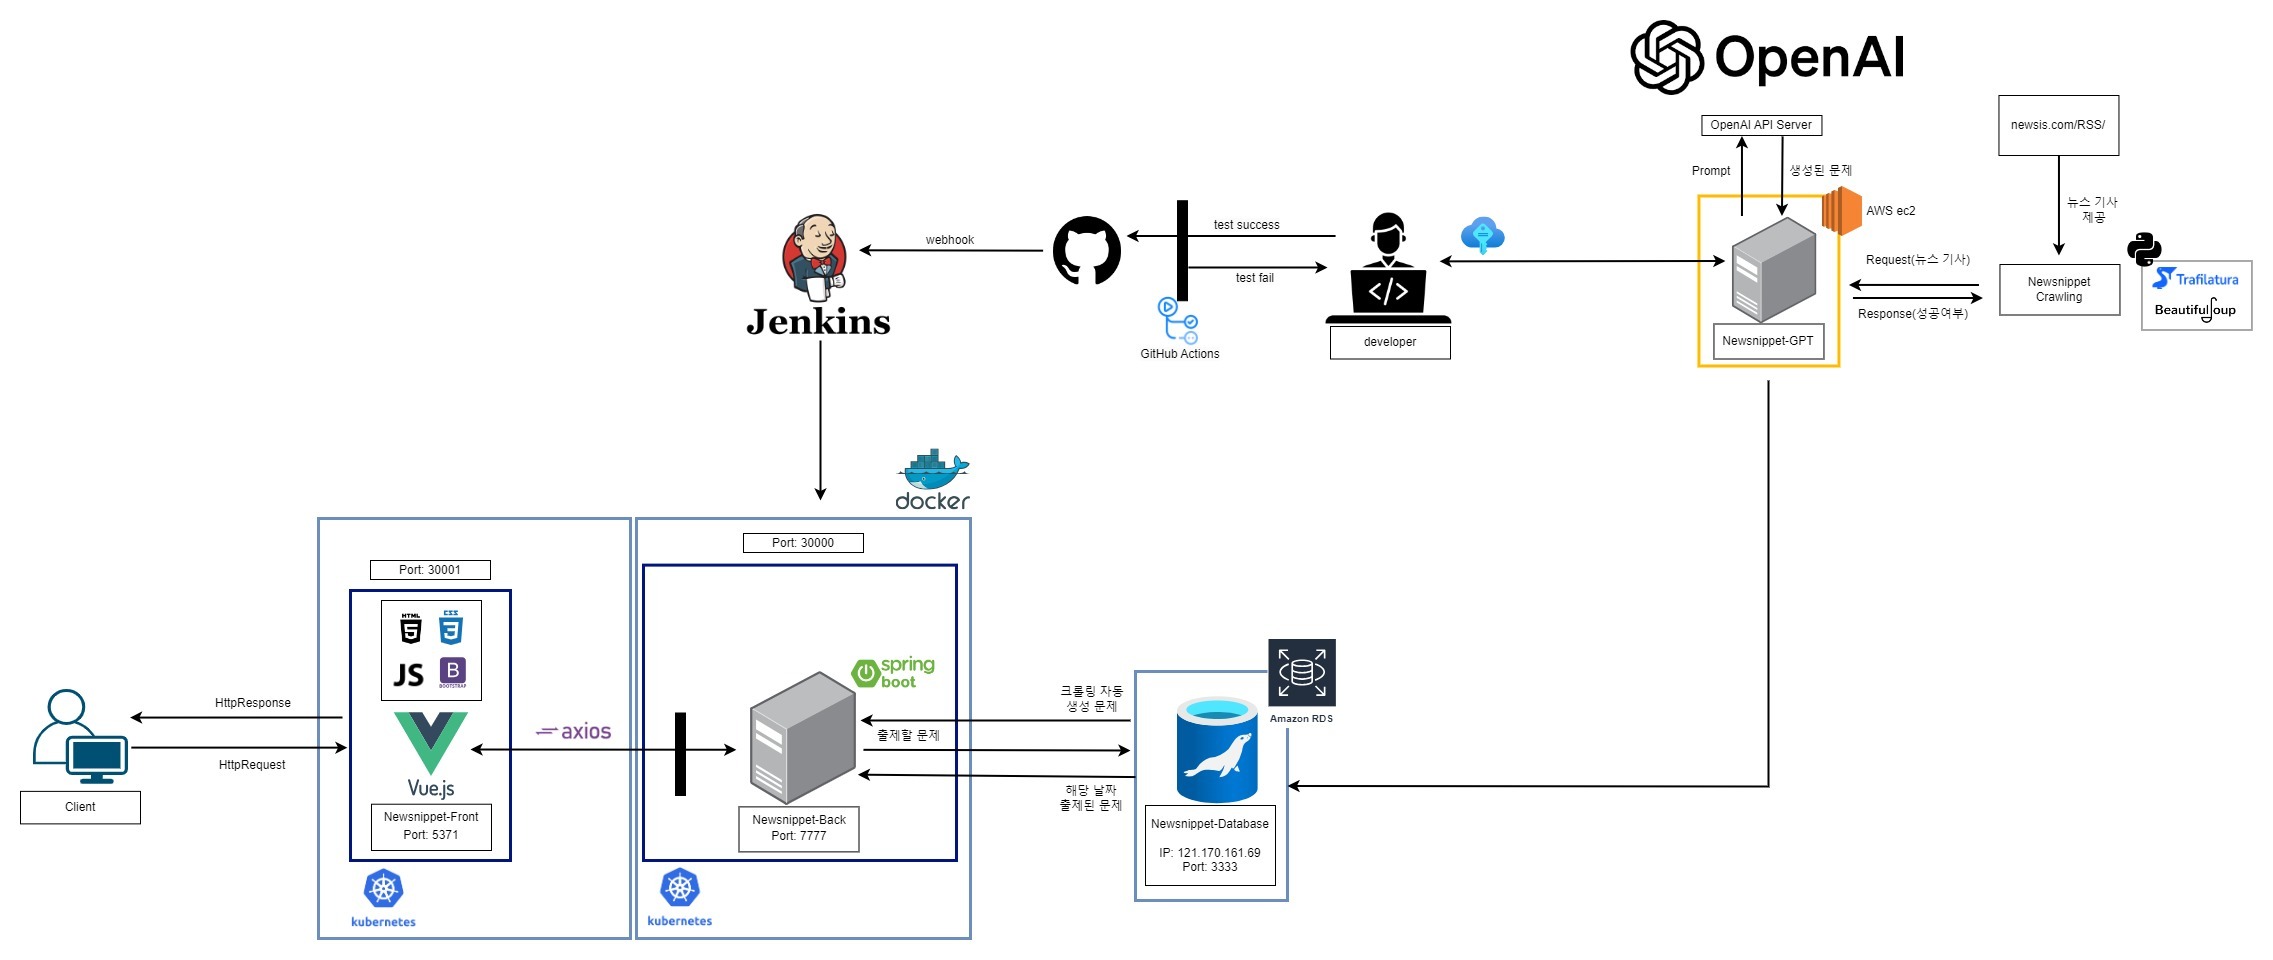 OpenAI
OpenAI API Server
newsis.com/RSS/
Prompt
생성된 문제
뉴스 기사
제공
AWS ec2
webhook
test success
test fail
Request(뉴스 기사)
Response(성공여부)
Newsnippet
Crawling
Trafilatura
BeautifulSoup
Jenkins
GitHub Actions
developer
Newsnippet-GPT
docker
Port: 30000
Port: 30001
HTML
5
CSS
3
JS
B
BOOTSTRAP
spring
boot
Amazon RDS
HttpResponse
HttpRequest
axios
크롤링 자동
생성 문제
출제할 문제
해당 날짜
출제된 문제
Vue.js
Client
Newsnippet-Front
Port: 5371
Newsnippet-Back
Port: 7777
Newsnippet-Database
IP: 121.170.161.69
Port: 3333
kubernetes
kubernetes